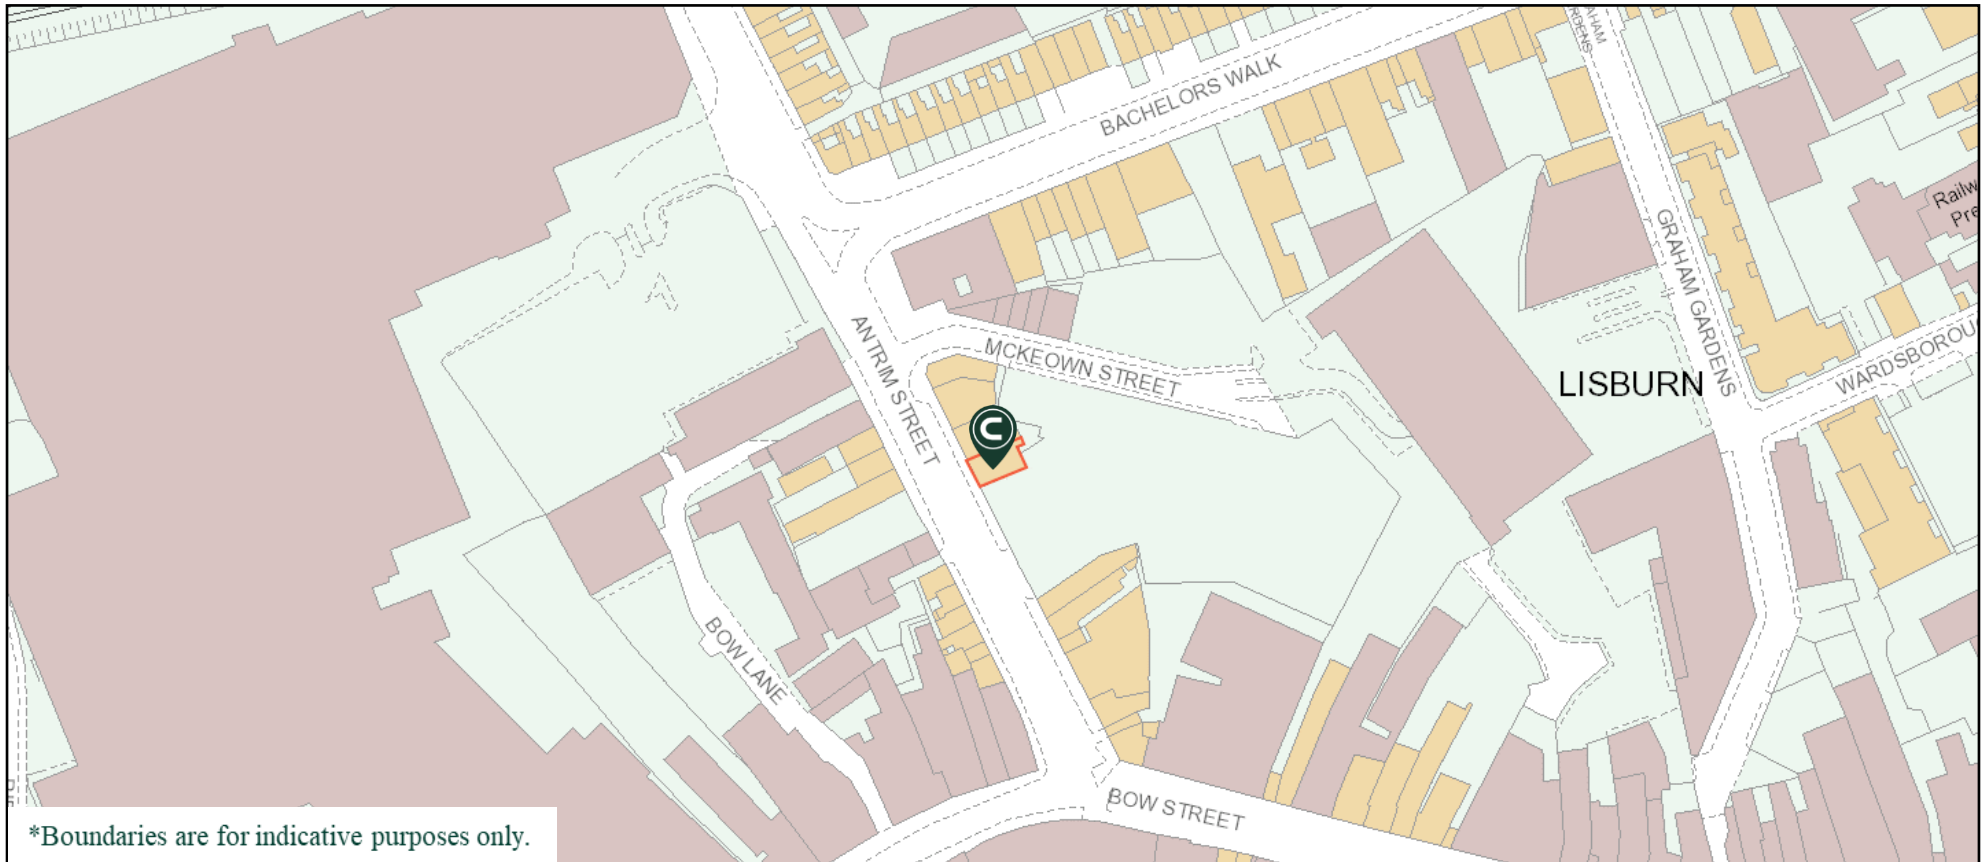 BACHELORS WALK
GRAHAM GARDENS
ANTRIM STREET
MCKEOWN STREET
LISBURN
BOW LANE
BOW STREET
C
*Boundaries are for indicative purposes only.